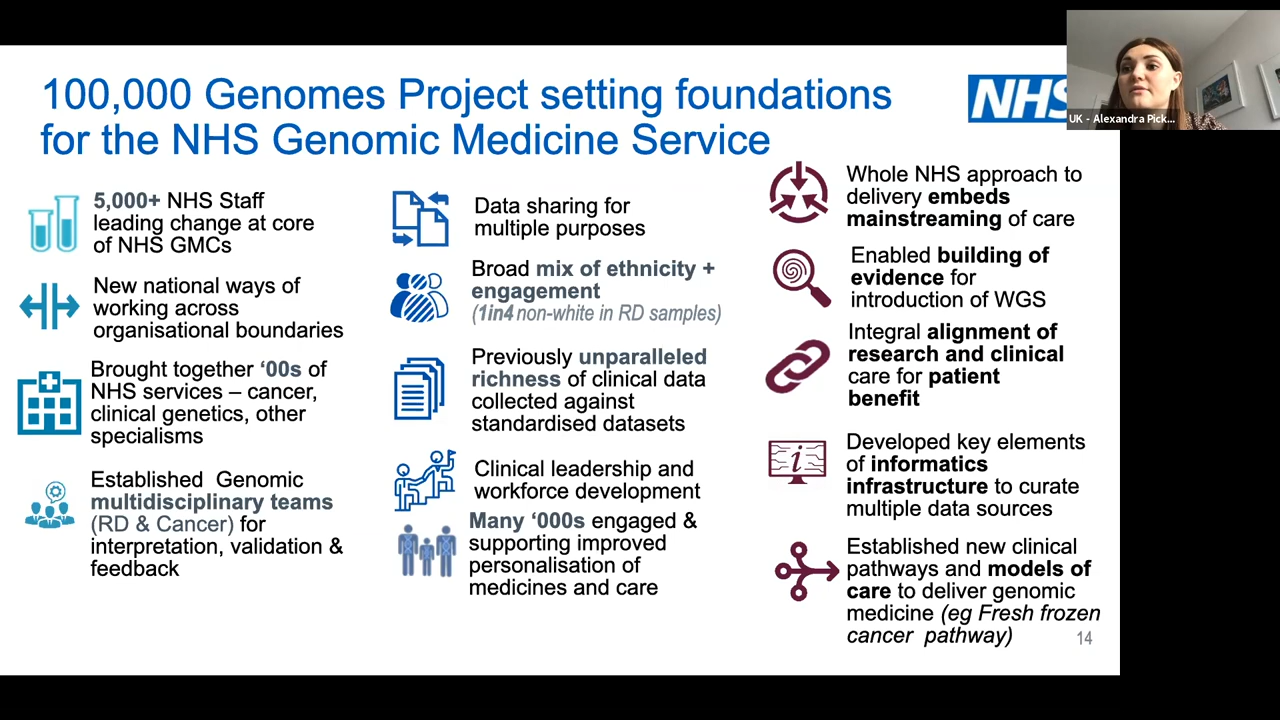 100,000 Genomes Project setting foundations
for the NHS Genomic Medicine Service
NHS
UK - Alexandra Pick...
5,000+ NHS Staff
leading change at core
of NHS GMCs
New national ways of
working across
organisational boundaries
Brought together ‘00s of
NHS services – cancer,
clinical genetics, other
specialisms
Established Genomic
multidisciplinary teams
(RD & Cancer) for
interpretation, validation &
feedback
Data sharing for
multiple purposes
Broad mix of ethnicity +
engagement
(1in4 non-white in RD samples)
Previously unparalleled
richness of clinical data
collected against
standardised datasets
Clinical leadership and
workforce development
Many ‘000s engaged &
supporting improved
personalisation of
medicines and care
Whole NHS approach to
delivery embeds
mainstreaming of care
Enabled building of
evidence for
introduction of WGS
Integral alignment of
research and clinical
care for patient
benefit
i
Developed key elements
of informatics
infrastructure to curate
multiple data sources
Established new clinical
pathways and models of
care to deliver genomic
medicine (eg Fresh frozen
cancer pathway)
14